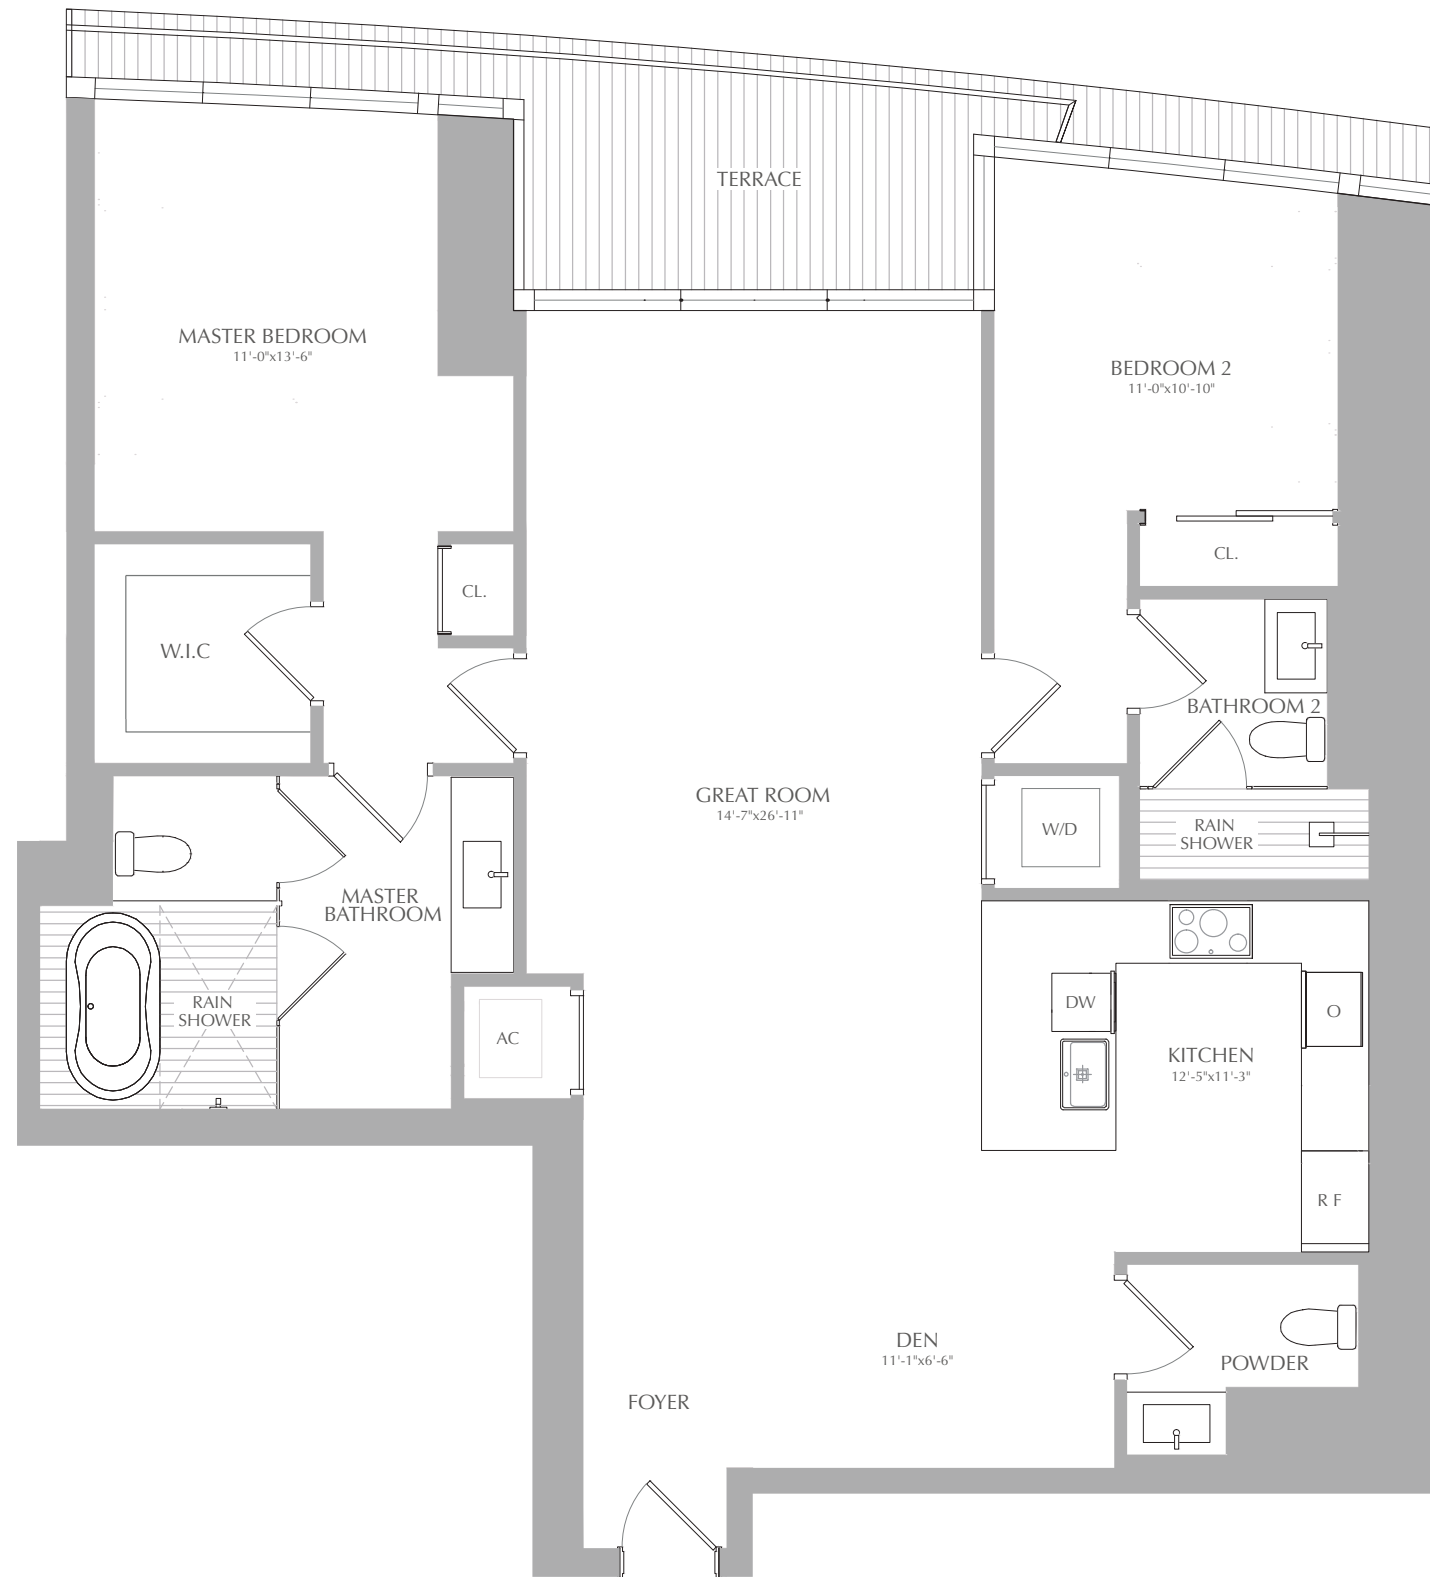 TERRACE
MASTER BEDROOM
11'-0"x13'-6"
BEDROOM 2
11'-0"x10'-10"
CL.
CL.
W.I.C
BATHROOM 2
GREAT ROOM
14'-7"x26'-11"
W/D
RAIN
SHOWER
MASTER
BATHROOM
RAIN
SHOWER
AC
DW
O
KITCHEN
12'-5"x11'-3"
R F
DEN
11'-1"x6'-6"
POWDER
FOYER